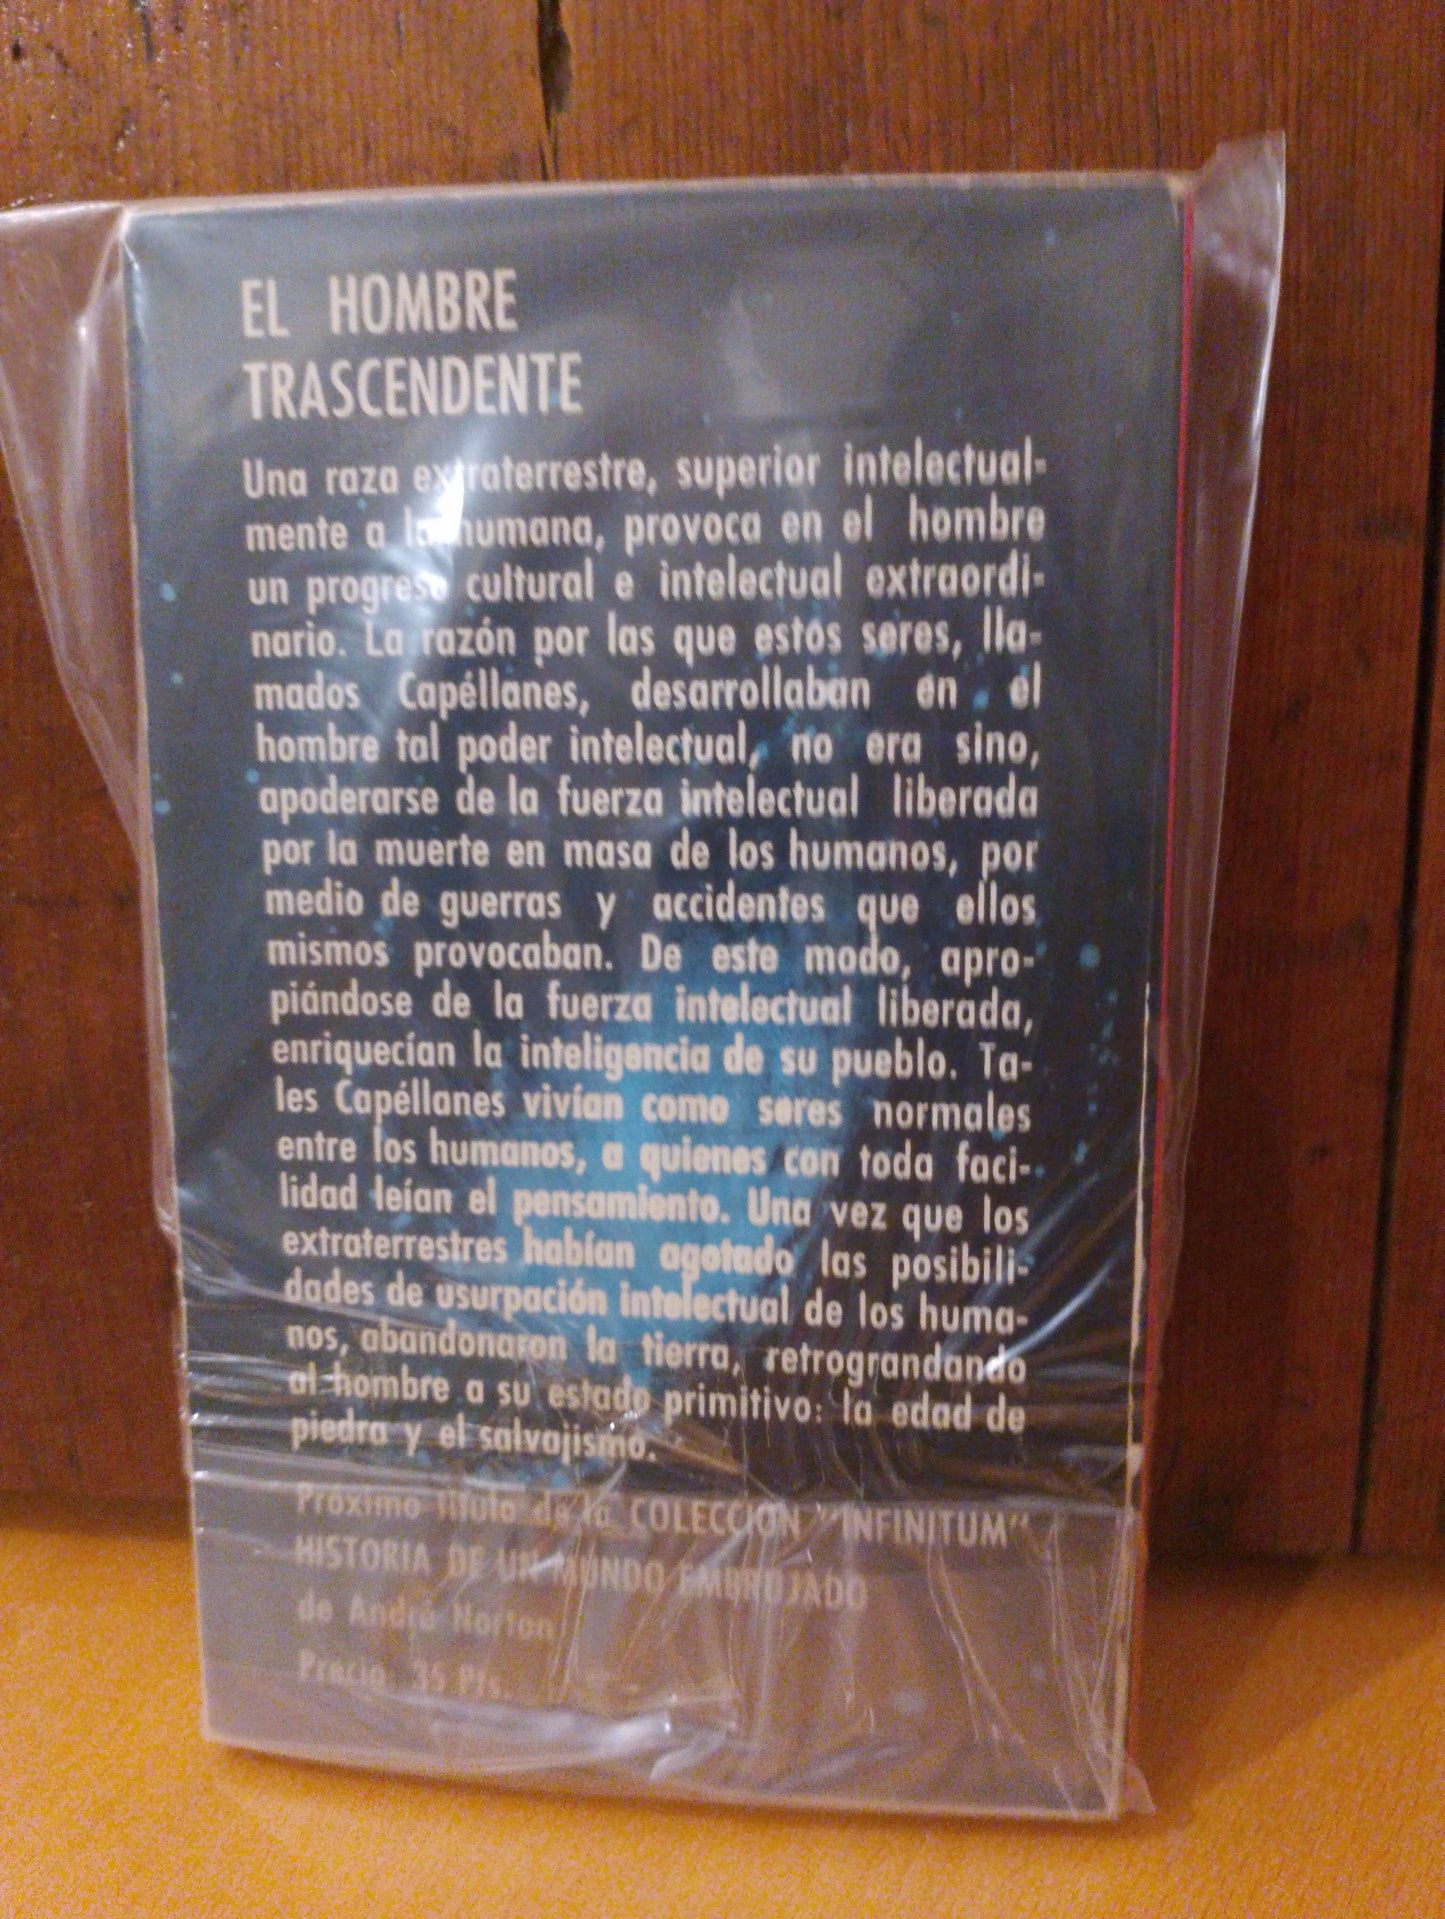 EL HOMBRE
TRASCENDENTE
Una raza extraterrestre, superior intelectual-
mente a la humana, provoca en el hombre
un progreso cultural e intelectual extraordi-
nario. La razón por las que estos seres, lla-
mados Capéllanes, desarrollaban en el
hombre tal poder intelectual, no era sino,
apoderarse de la fuerza intelectual liberada
por la muerte en masa de los humanos, por
medio de guerras y accidentes que ellos
mismos provocaban. De este modo, apro-
piándose de la fuerza intelectual liberada,
enriquecían la inteligencia de su pueblo. Ta-
les Capéllanes vivían como seres normales
entre los humanos, a quienes con toda faci-
lidad leían el pensamiento. Una vez que los
extraterrestres habían agotado las posibili-
dades de usurpación intelectual de los huma-
nos, abandonaron la tierra, retrogrando
al hombre a su estado primitivo: la edad de
piedra y el salvajismo.
Próximo título de la COLECCION "INFINITUM"
HISTORIA DE UN MUNDO EMBRUJADO
de André Norton
Precio 35 Pts.